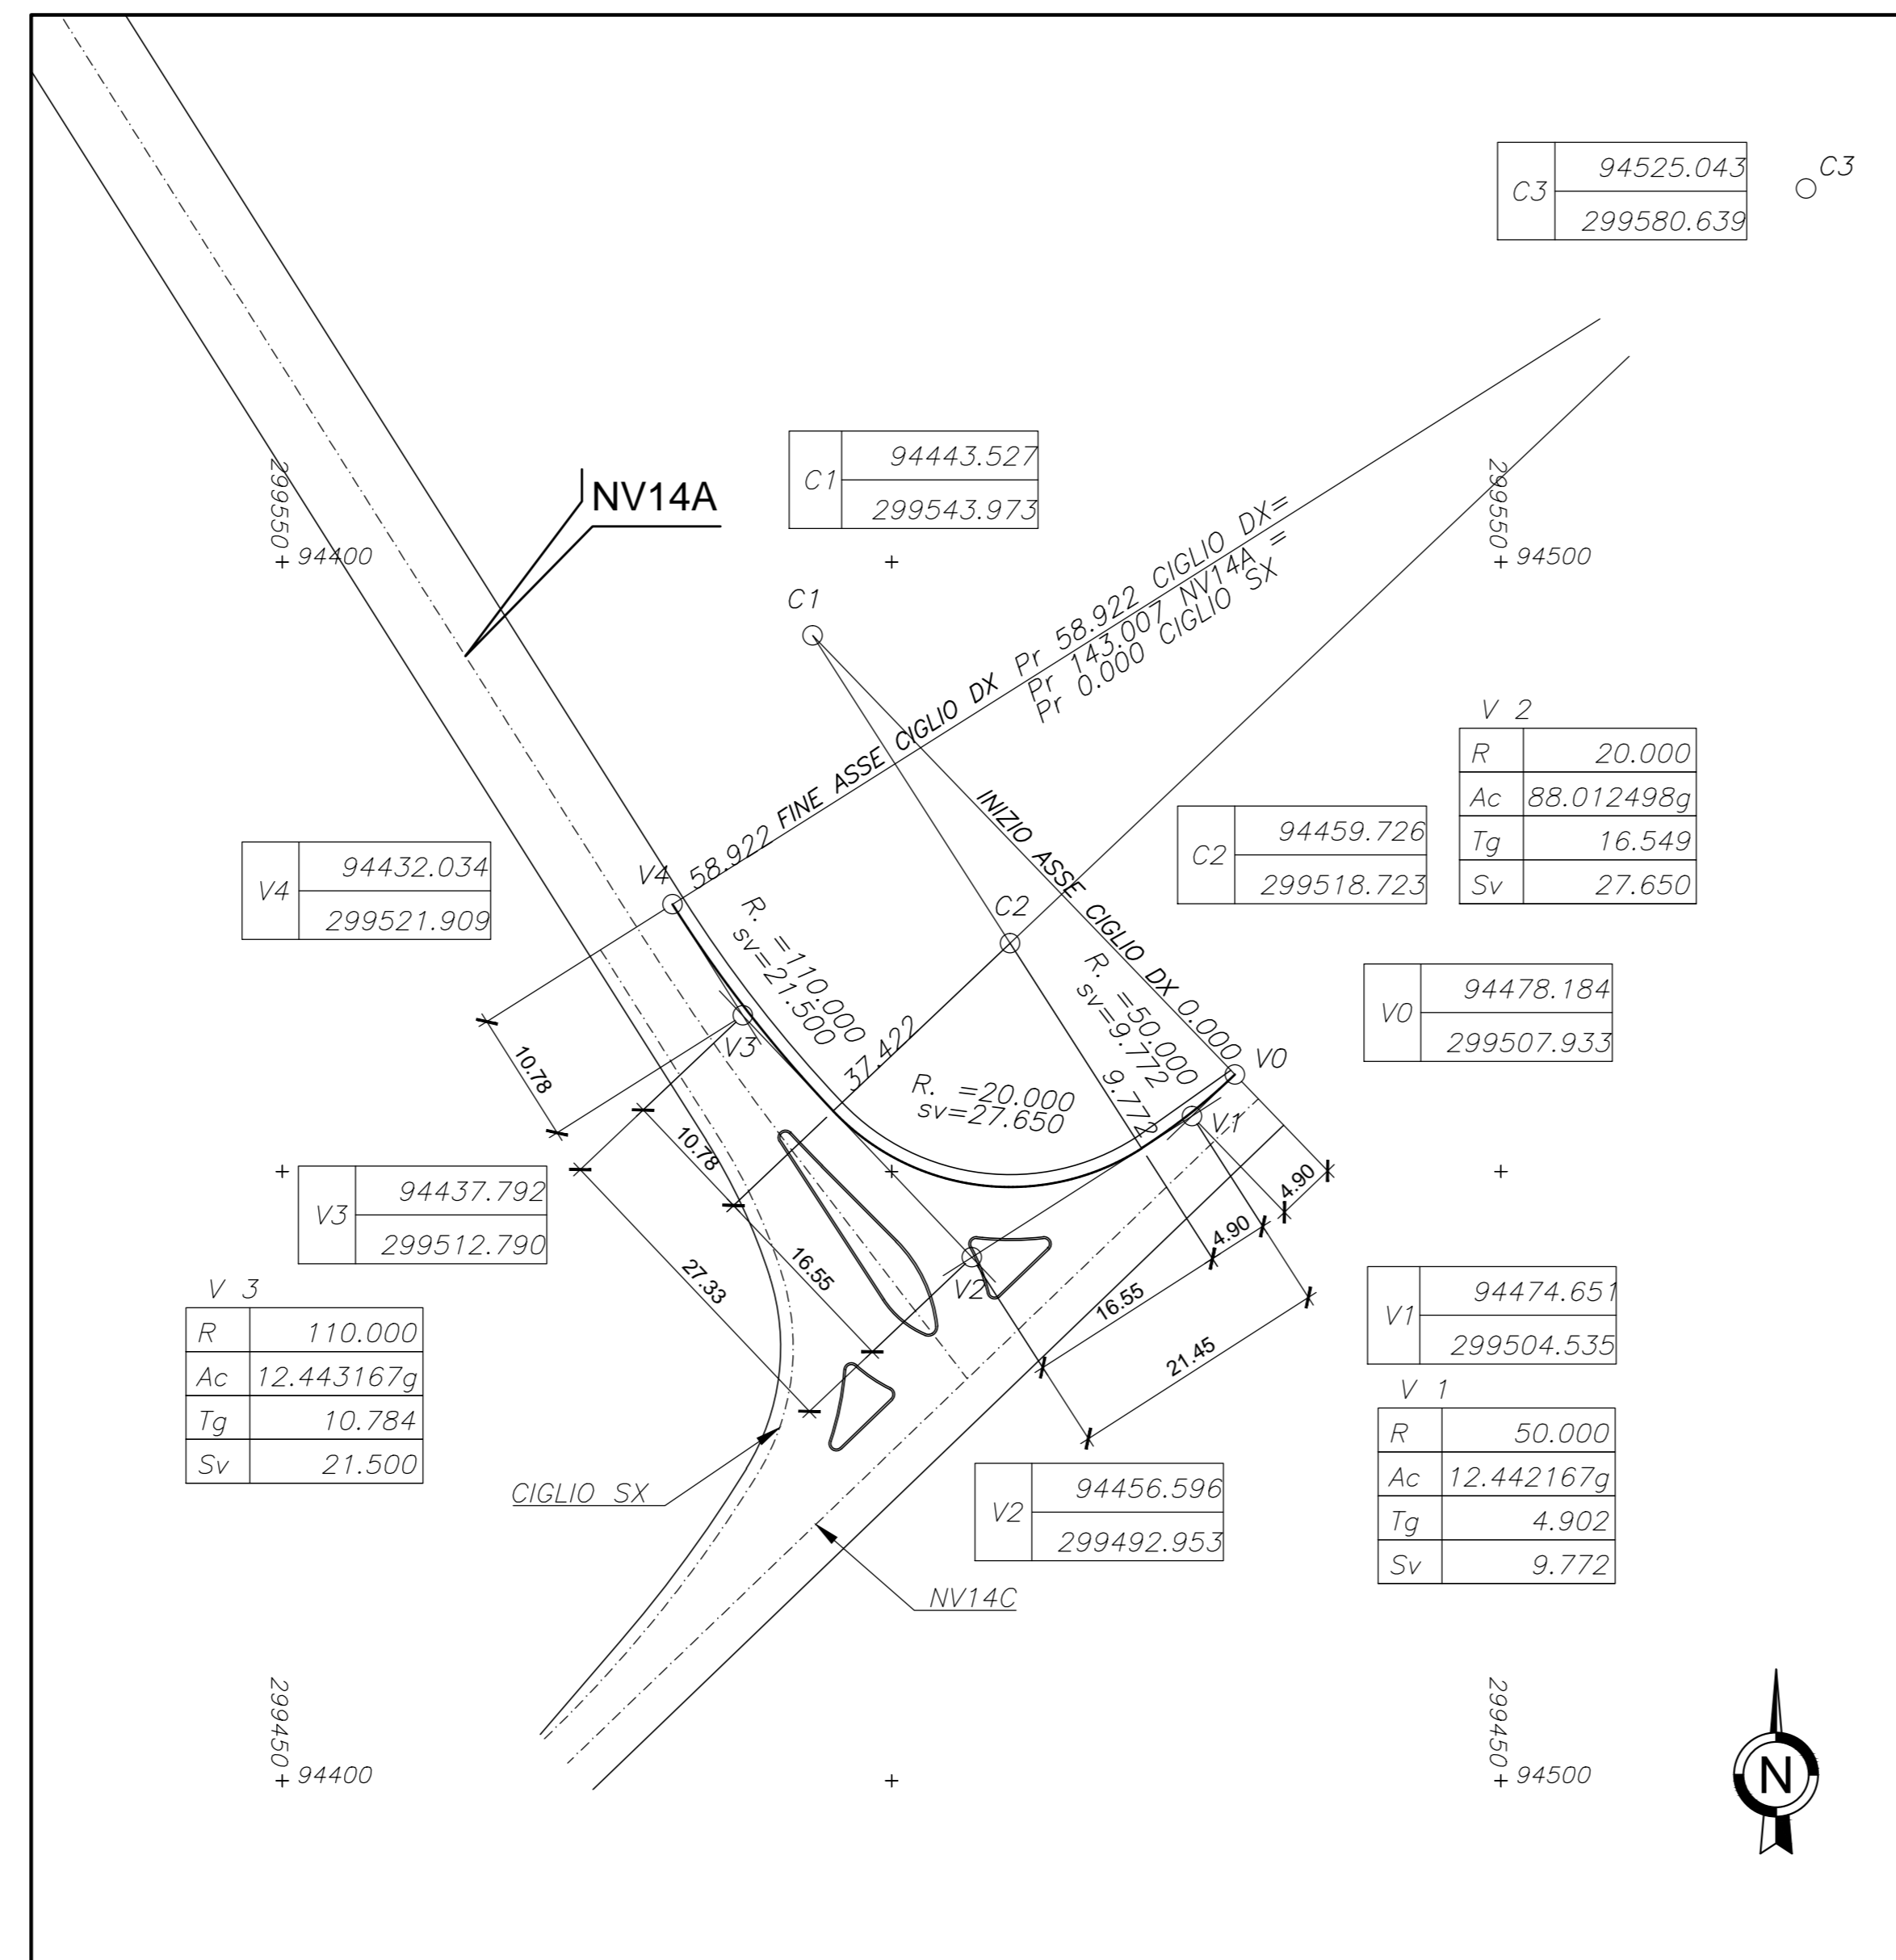 C3
94525.043
299580.639
C3
C1
94443.527
299543.973
NV14A
299550
94400
299550
94500
C1
Pr 58.922 CIGLIO DX=
Pr 143.007 NV14A =
Pr 0.000 CIGLIO SX
58.922 FINE ASSE CIGLIO DX
INIZIO ASSE CIGLIO DX 0.000
V 2
R 20.000
Ac 88.012498g
Tg 16.549
Sv 27.650
C2
94459.726
299518.723
V4
94432.034
299521.909
V4
C2
R. =110.000
sv=21.500
R. =50.000
sv=9.772
V0
94478.184
299507.933
V0
V3
37.422
R. =20.000
sv=27.650
9.772
V1
10.78
10.78
4.90
4.90
V3
94437.792
299512.790
27.33
16.55
V2
16.55
21.45
V1
94474.651
299504.535
V 3
R 110.000
Ac 12.443167g
Tg 10.784
Sv 21.500
V 1
R 50.000
Ac 12.442167g
Tg 4.902
Sv 9.772
CIGLIO SX
V2
94456.596
299492.953
NV14C
299450
94400
299450
94500
N